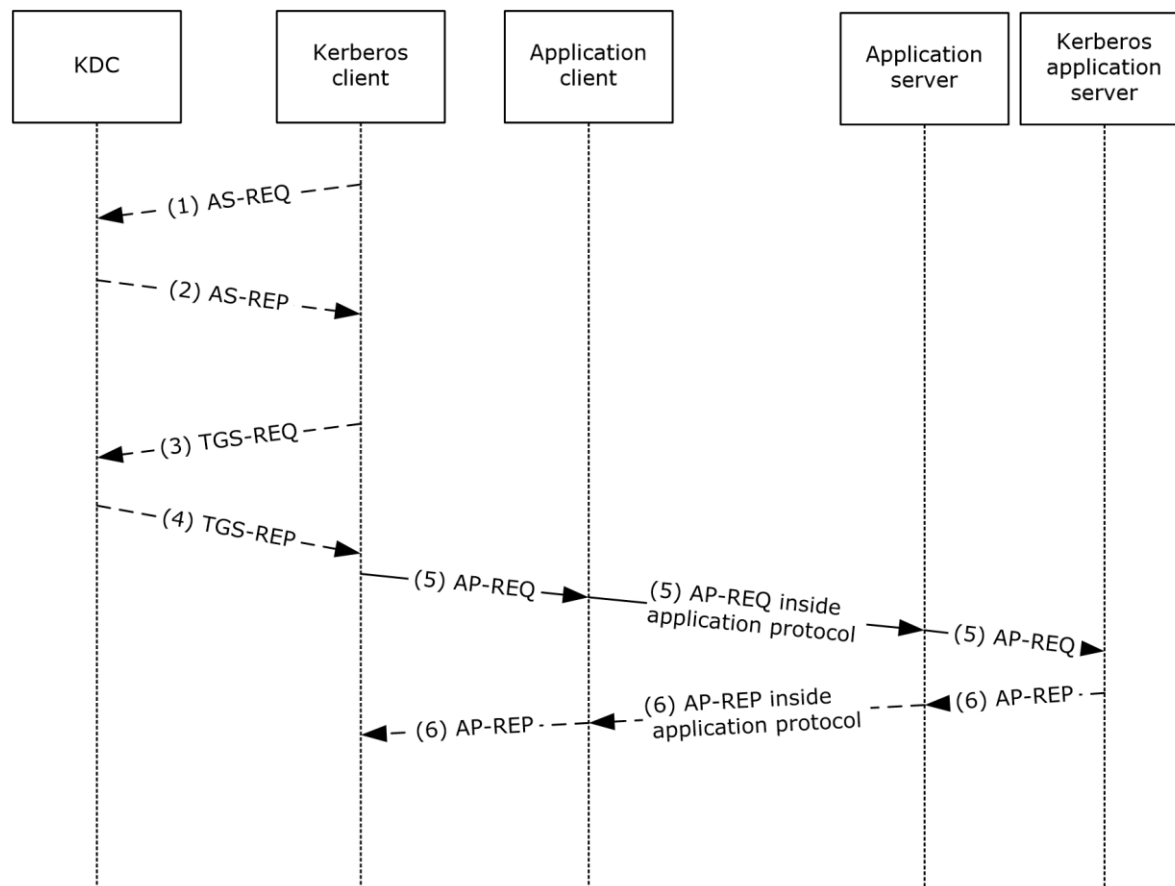 KDC
Kerberos
client
Application
client
Application
server
Kerberos
application
server
(1) AS-REQ
(2) AS-REP
(3) TGS-REQ
(4) TGS-REP
(5) AP-REQ
(5) AP-REQ inside
application protocol
(5) AP-REQ
(6) AP-REP
(6) AP-REP inside
application protocol
(6) AP-REP